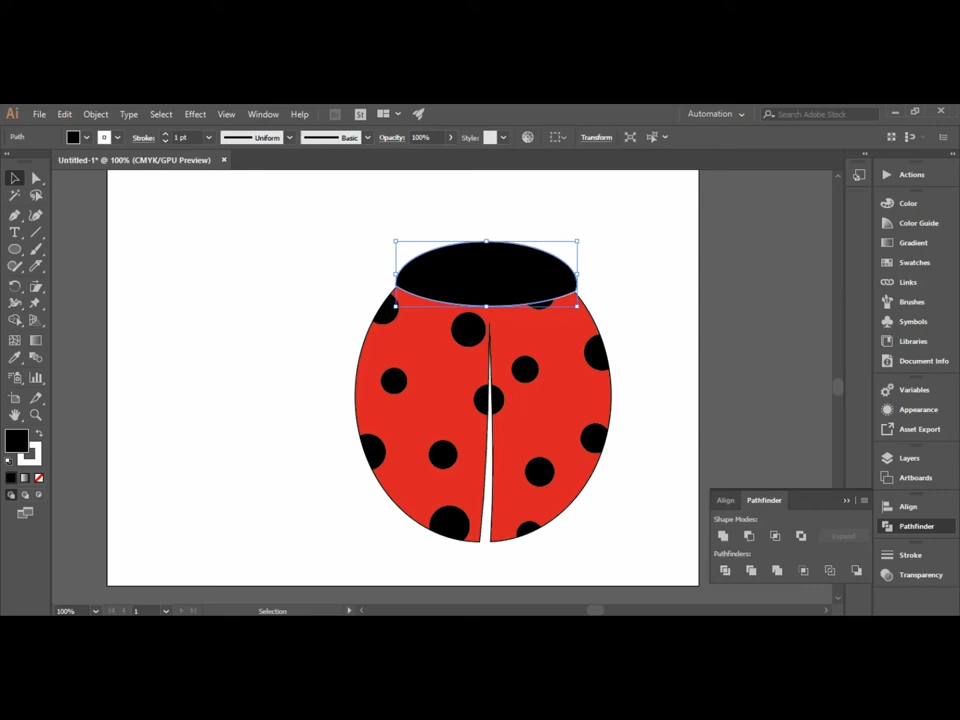 Ai File Edit Object Type Select Effect View Window Help Br St Automation Search Adobe Stock
Path Stroke: 1 pt Uniform Basic Opacity: 100% Style: Transform
Untitled-1* @ 100% (CMYK/GPU Preview) ×
Actions
Color
Color Guide
Gradient
Swatches
Links
Brushes
Symbols
Libraries
Document Info
Variables
Appearance
Asset Export
Layers
Artboards
Align
Pathfinder
Stroke
Transparency
Align Pathfinder
Shape Modes:
Expand
Pathfinders:
100% 1 Selection